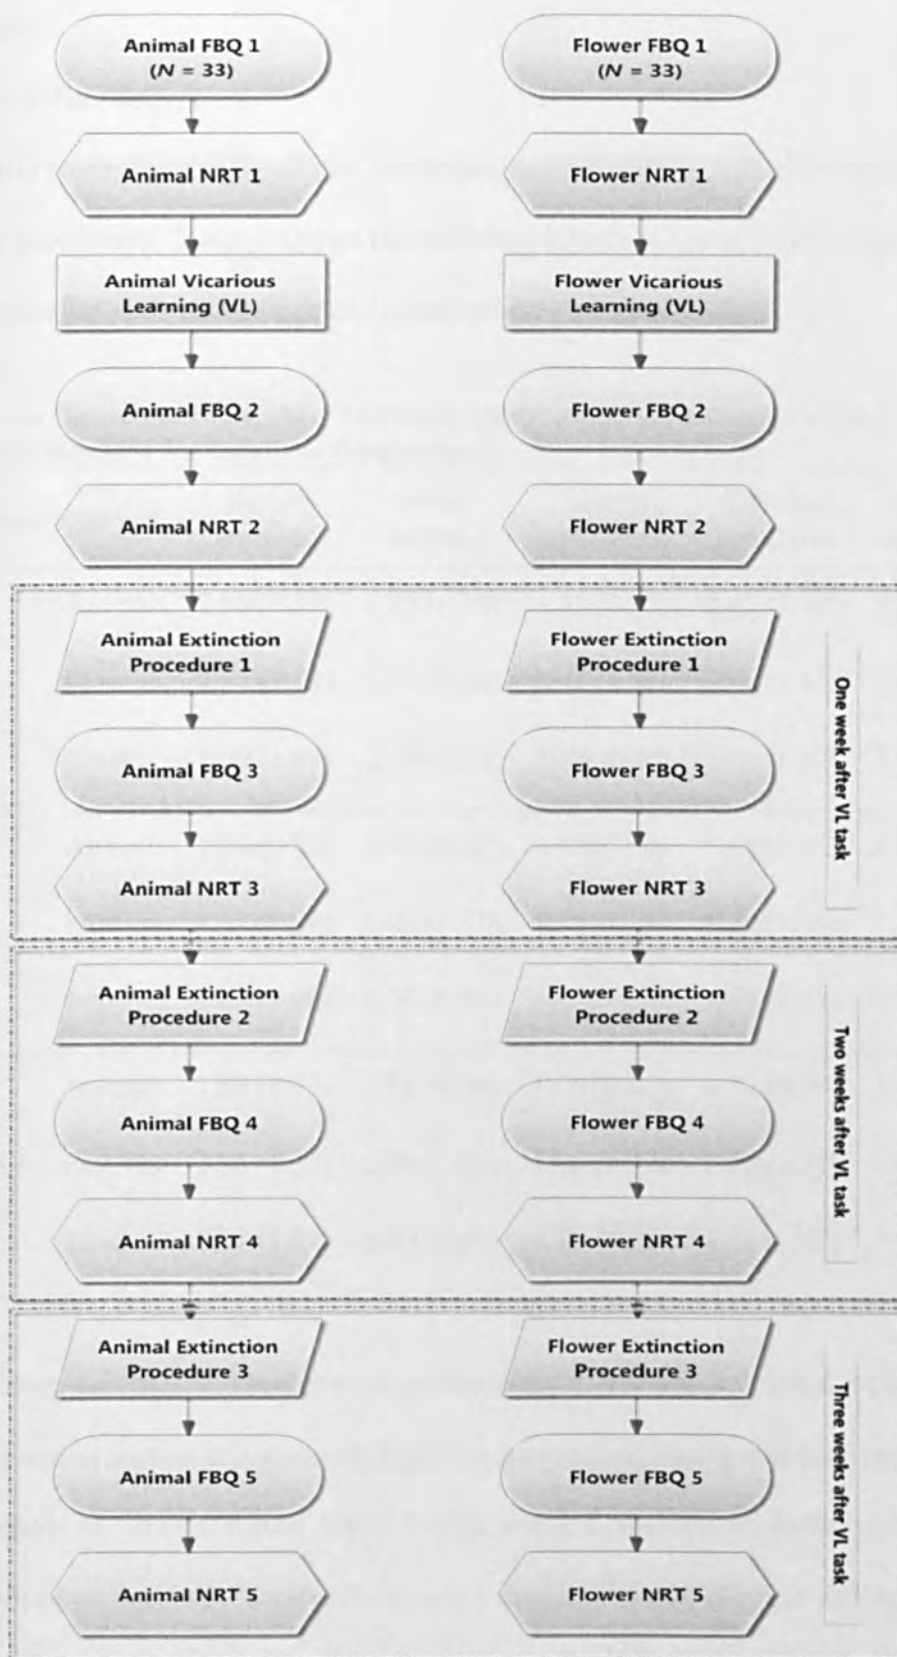 Animal FBQ 1
(N = 33)
Flower FBQ 1
(N = 33)
Animal NRT 1
Flower NRT 1
Animal Vicarious
Learning (VL)
Flower Vicarious
Learning (VL)
Animal FBQ 2
Flower FBQ 2
Animal NRT 2
Flower NRT 2
Animal Extinction
Procedure 1
Flower Extinction
Procedure 1
Animal FBQ 3
Flower FBQ 3
Animal NRT 3
Flower NRT 3
One week after VL task
Animal Extinction
Procedure 2
Flower Extinction
Procedure 2
Animal FBQ 4
Flower FBQ 4
Animal NRT 4
Flower NRT 4
Two weeks after VL task
Animal Extinction
Procedure 3
Flower Extinction
Procedure 3
Animal FBQ 5
Flower FBQ 5
Animal NRT 5
Flower NRT 5
Three weeks after VL task